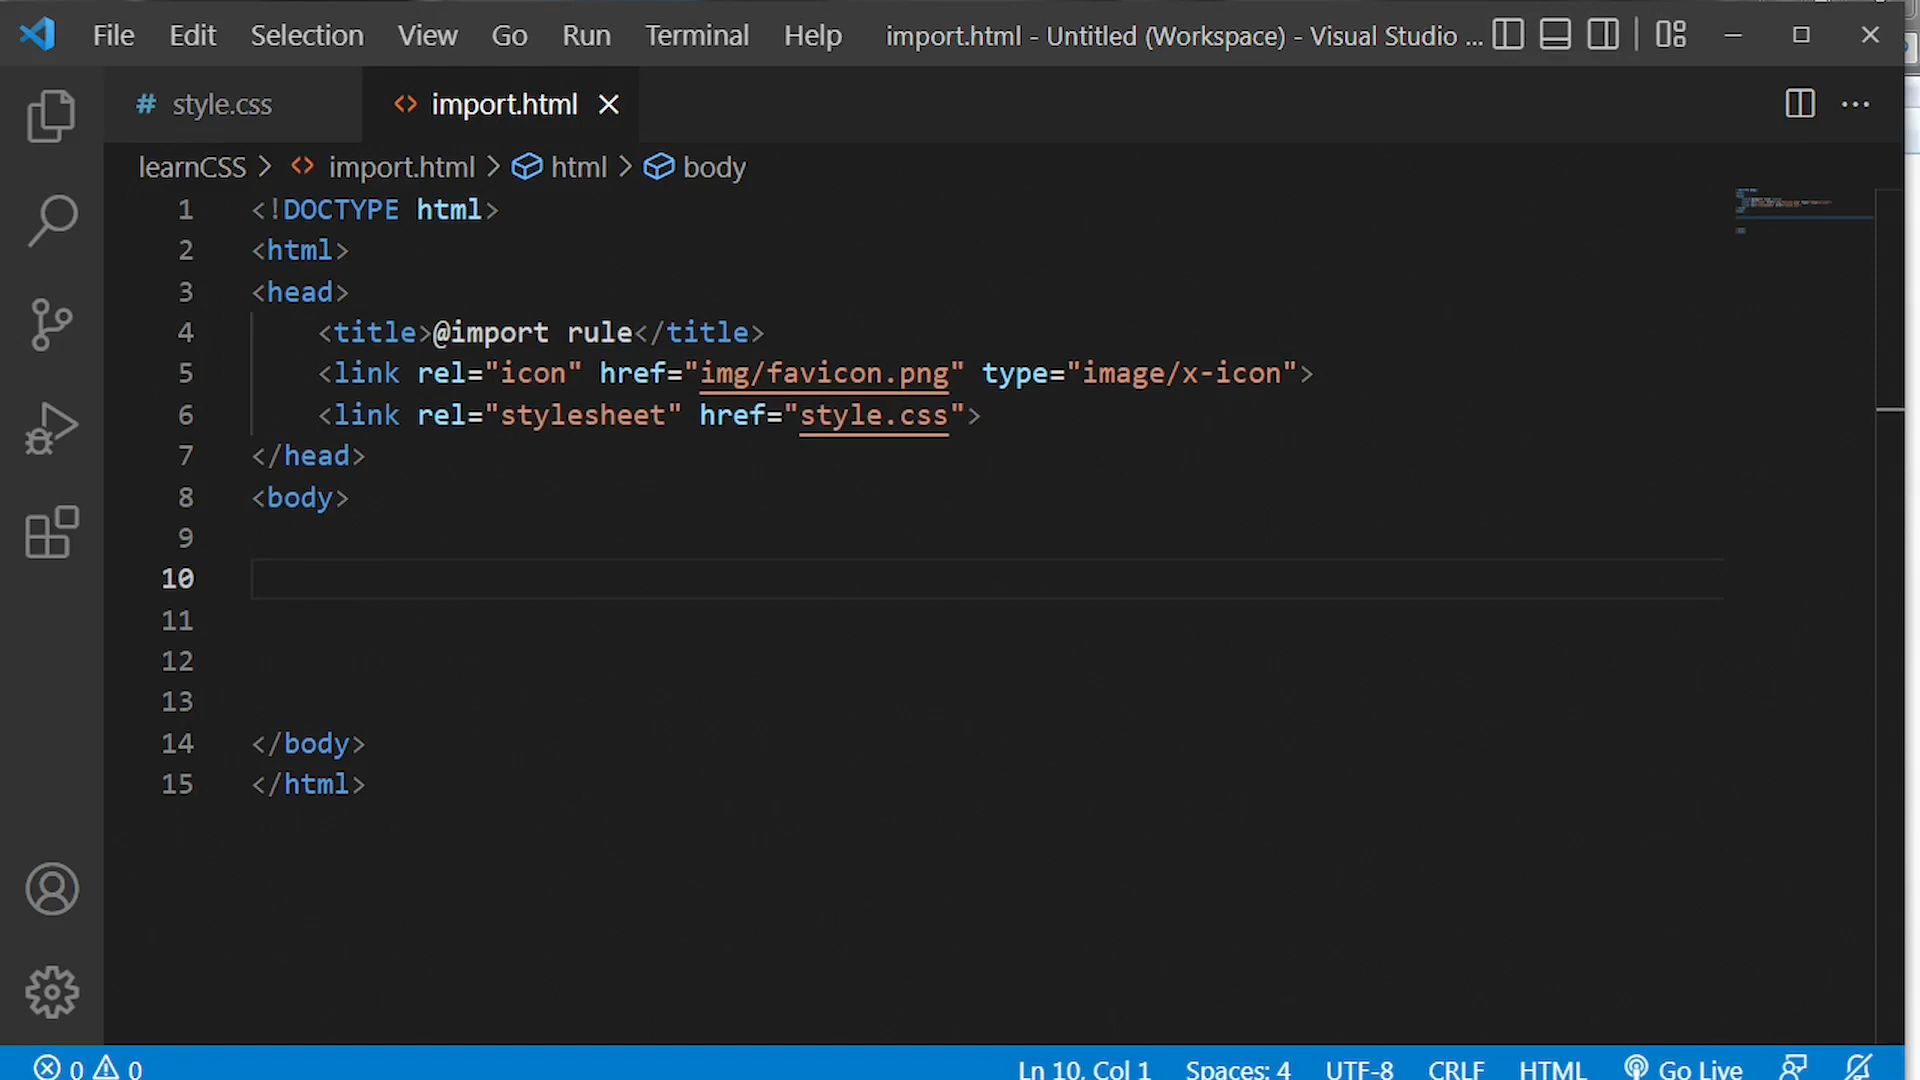 File Edit Selection View Go Run Terminal Help import.html - Untitled (Workspace) - Visual Studio ...
# style.css <> import.html
learnCSS > <> import.html > html > body
1 <!DOCTYPE html>
2 <html>
3 <head>
4 <title>@import rule</title>
5 <link rel="icon" href="img/favicon.png" type="image/x-icon">
6 <link rel="stylesheet" href="style.css">
7 </head>
8 <body>
9
10
11
12
13
14 </body>
15 </html>
0 0 Ln 10, Col 1 Spaces: 4 UTF-8 CRLF HTML Go Live